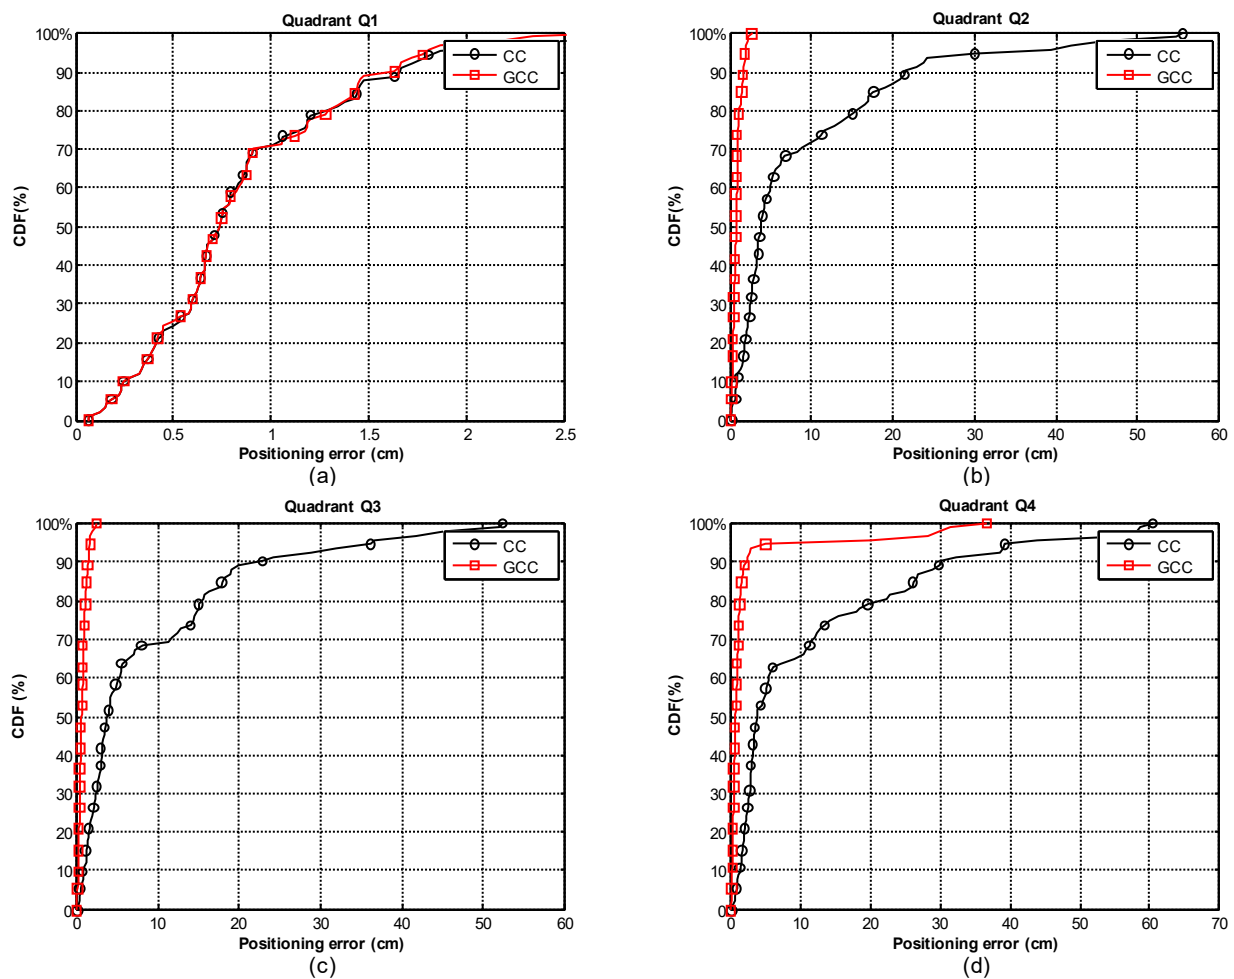 Quadrant Q1
100%
90
80
70
60
50
40
30
20
10
0
CDF(%)
CC
GCC
0 0.5 1 1.5 2 2.5
Positioning error (cm)
(a)
Quadrant Q2
100%
90
80
70
60
50
40
30
20
10
0
CDF(%)
CC
GCC
0 10 20 30 40 50 60
Positioning error (cm)
(b)
Quadrant Q3
100%
90
80
70
60
50
40
30
20
10
0
CDF (%)
CC
GCC
0 10 20 30 40 50 60
Positioning error (cm)
(c)
Quadrant Q4
100%
90
80
70
60
50
40
30
20
10
0
CDF(%)
CC
GCC
0 10 20 30 40 50 60 70
Positioning error (cm)
(d)